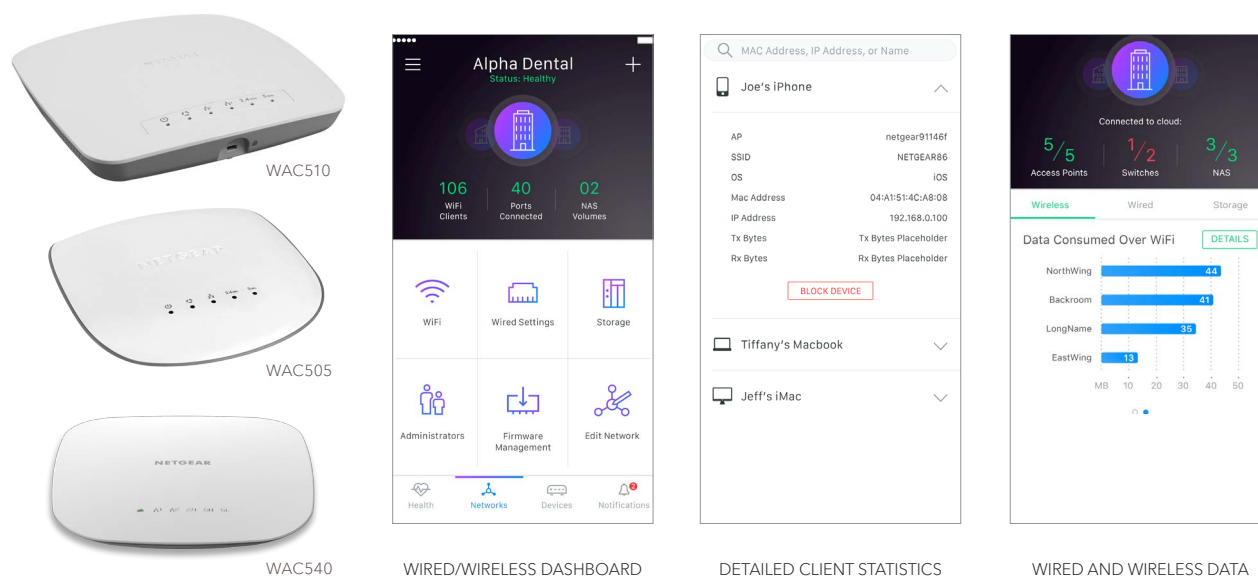 WAC510
NETGEAR
WAC505
NETGEAR
WAC540
Alpha Dental
Status: Healthy
106
WiFi
Clients
40
Ports
Connected
02
NAS
Volumes
WiFi
Wired Settings
Storage
Administrators
Firmware
Management
Edit Network
Health
Networks
Devices
Notifications
2
WIRED/WIRELESS DASHBOARD
MAC Address, IP Address, or Name
Joe's iPhone
AP netgear91146f
SSID NETGEAR86
OS iOS
Mac Address 04:A1:51:4C:A8:08
IP Address 192.168.0.100
Tx Bytes Tx Bytes Placeholder
Rx Bytes Rx Bytes Placeholder
BLOCK DEVICE
Tiffany's Macbook
Jeff's iMac
DETAILED CLIENT STATISTICS
Connected to cloud:
5/5
Access Points
1/2
Switches
3/3
NAS
Wireless Wired Storage
Data Consumed Over WiFi DETAILS
NorthWing 44
Backroom 41
LongName 35
EastWing 13
MB 10 20 30 40 50
WIRED AND WIRELESS DATA